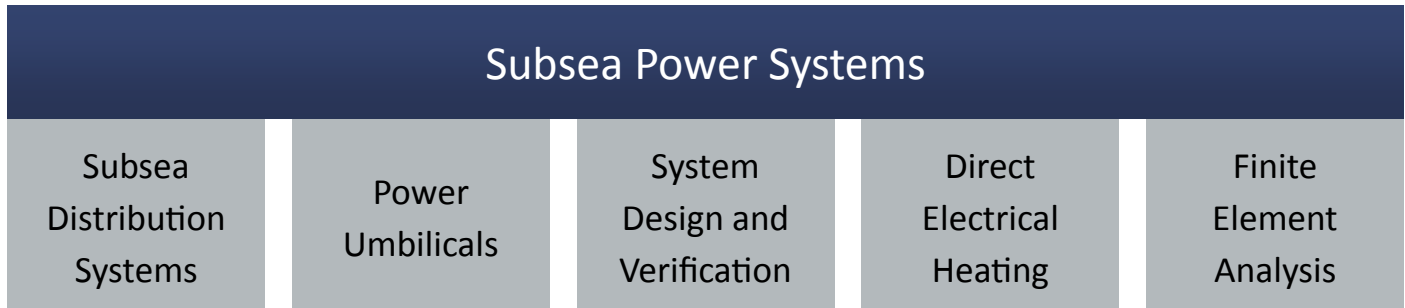 Subsea Power Systems
Subsea
Distribution
Systems
Power
Umbilicals
System
Design and
Verification
Direct
Electrical
Heating
Finite
Element
Analysis